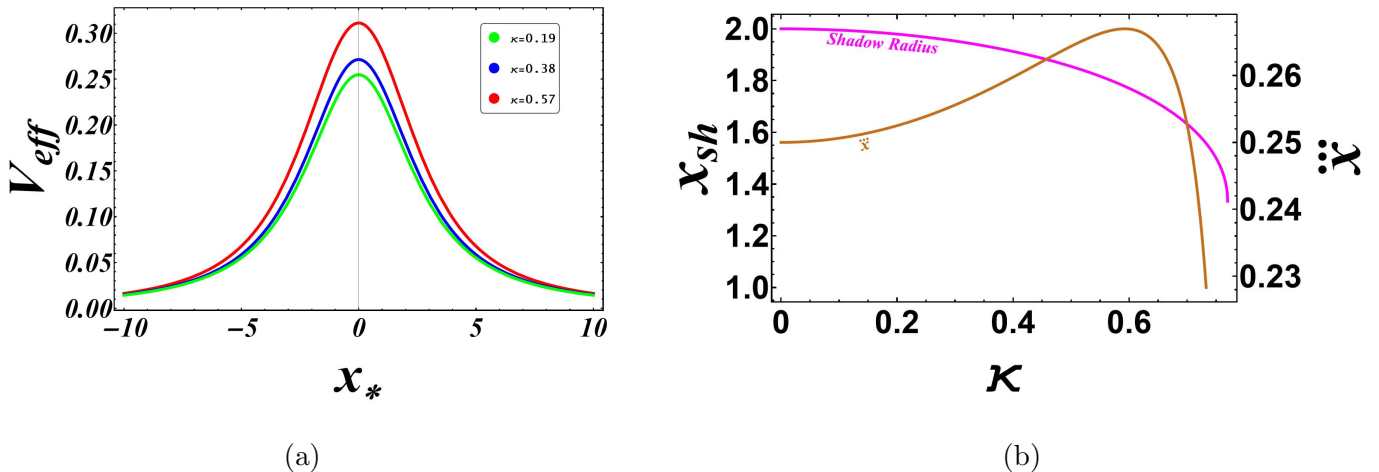 0.30
0.25
0.20
0.15
0.10
0.05
0.00
V_eff
κ=0.19
κ=0.38
κ=0.57
−10
−5
0
5
10
x_*
(a)
2.0
1.8
1.6
1.4
1.2
1.0
x_sh
Shadow Radius
ẍ
0.26
0.25
0.24
0.23
ẍ
0
0.2
0.4
0.6
κ
(b)